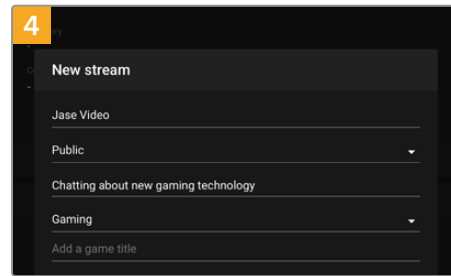 4
New stream
Jase Video
Public
Chatting about new gaming technology
Gaming
Add a game title